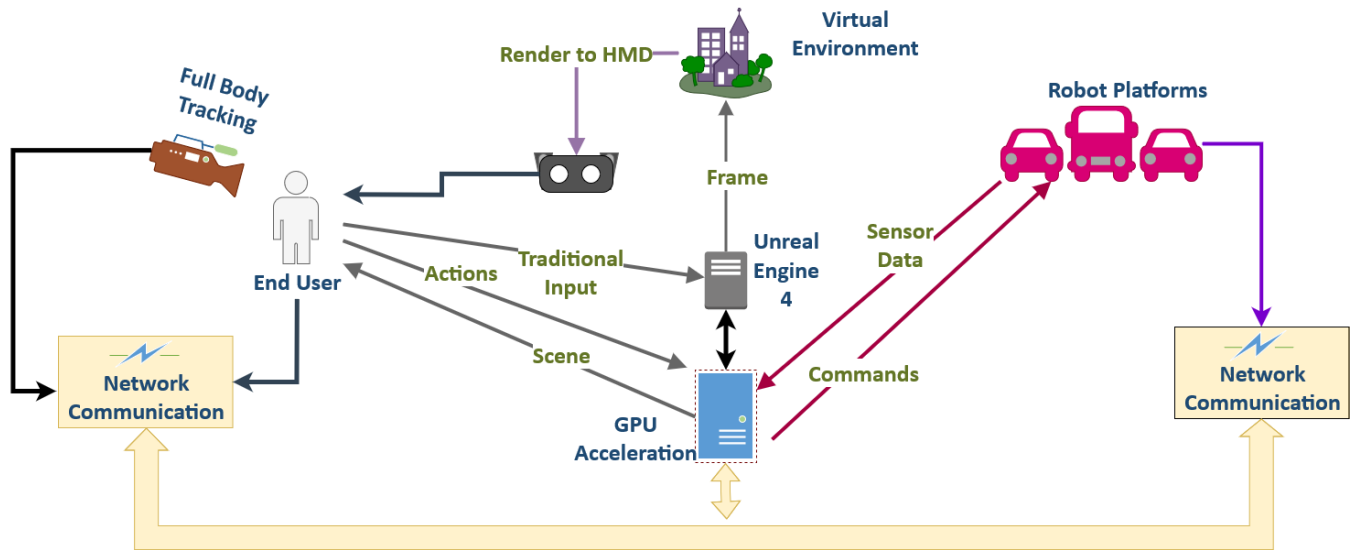 Virtual
Environment
Render to HMD
Full Body
Tracking
Robot Platforms
Frame
Sensor
Data
Unreal
Engine
4
Traditional
Input
Actions
End User
Scene
Commands
Network
Communication
GPU
Acceleration
Network
Communication